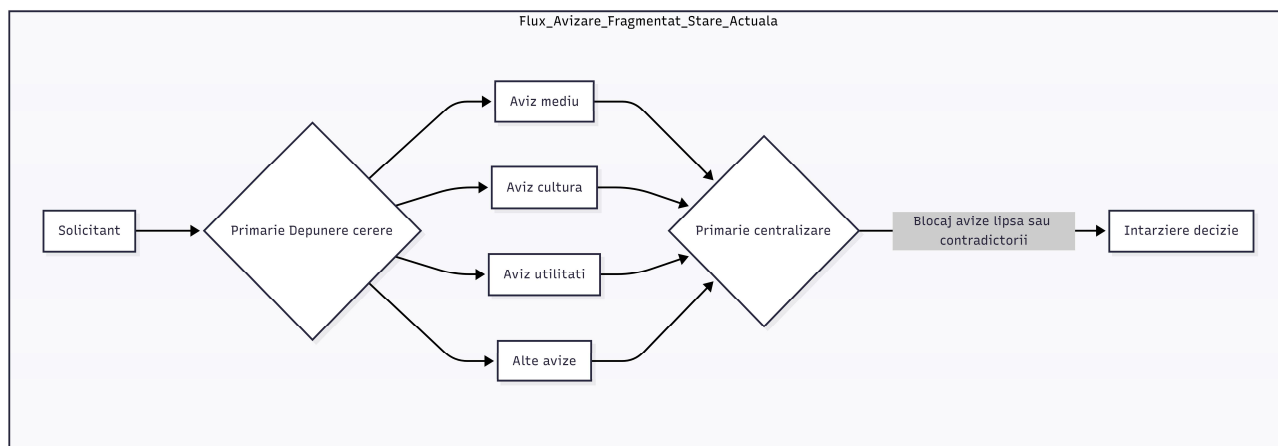 Flux_Avizare_Fragmentat_Stare_Actuala
Solicitant
Primarie Depunere cerere
Aviz mediu
Aviz cultura
Aviz utilitati
Alte avize
Primarie centralizare
Blocaj avize lipsa sau
contradictorii
Intarziere decizie